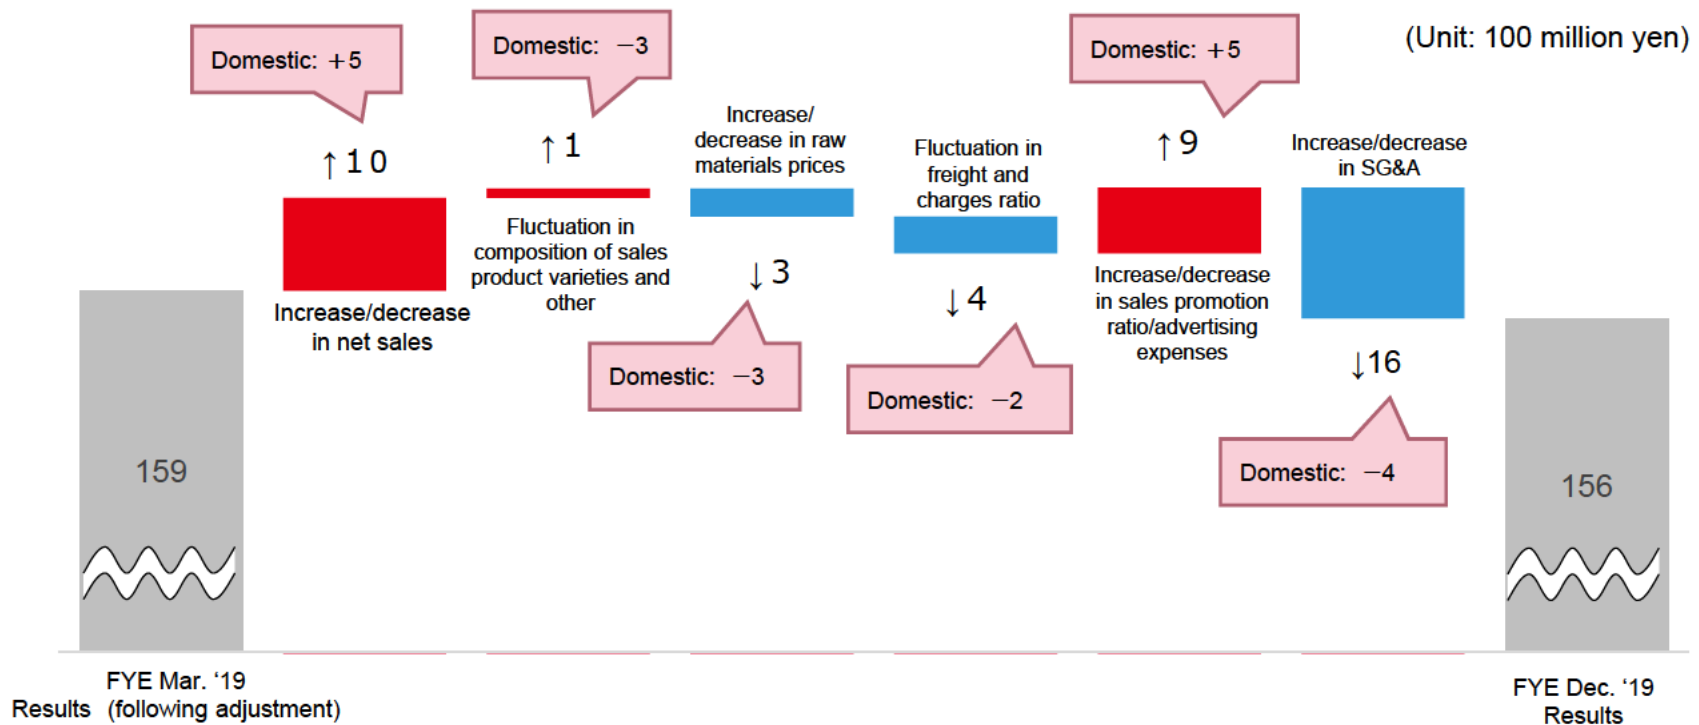 (Unit: 100 million yen)
Domestic: +5
↑10
Increase/decrease
in net sales
Domestic: −3
↑1
Fluctuation in
composition of sales
product varieties and
other
Increase/
decrease in raw
materials prices
↓3
Domestic: −3
Fluctuation in
freight and
charges ratio
↓4
Domestic: −2
Domestic: +5
↑9
Increase/decrease
in sales promotion
ratio/advertising
expenses
Increase/decrease
in SG&A
↓16
Domestic: −4
159
156
FYE Mar. ‘19
Results (following adjustment)
FYE Dec. ‘19
Results